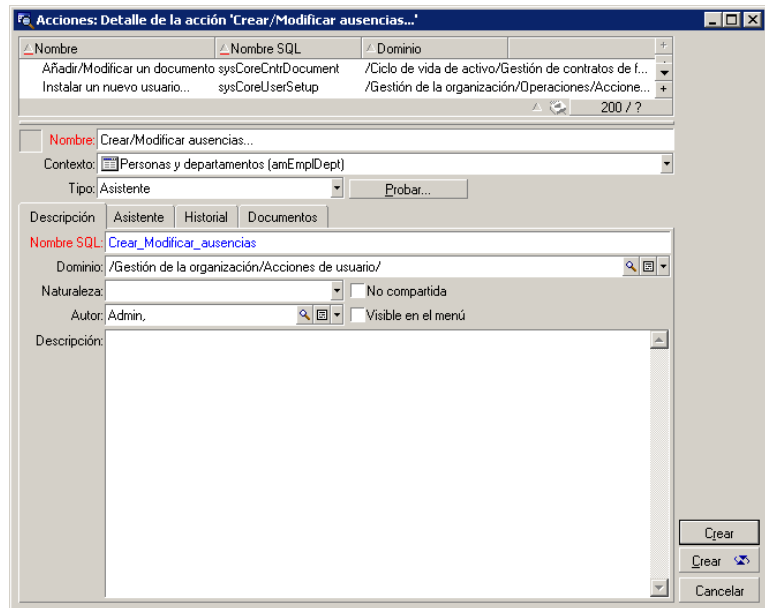 Acciones: Detalle de la acción 'Crear/Modificar ausencias...'
Nombre Nombre SQL Dominio
Añadir/Modificar un documento sysCoreCntrDocument /Ciclo de vida de activo/Gestión de contratos de f...
Instalar un nuevo usuario... sysCoreUserSetup /Gestión de la organización/Operaciones/Accione...
200 / ?
Nombre: Crear/Modificar ausencias...
Contexto: Personas y departamentos (amEmplDept)
Tipo: Asistente Probar...
Descripción Asistente Historial Documentos
Nombre SQL: Crear_Modificar_ausencias
Dominio: /Gestión de la organización/Acciones de usuario/
Naturaleza: No compartida
Autor: Admin, Visible en el menú
Descripción:
Crear
Crear
Cancelar